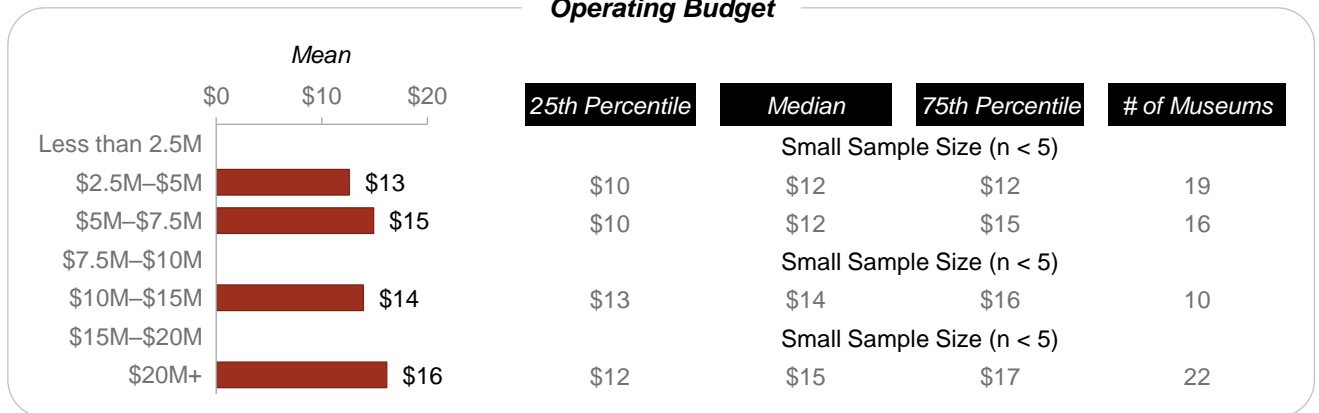 Operating Budget
Mean
$0 $10 $20 25th Percentile Median 75th Percentile # of Museums
Less than 2.5M Small Sample Size (n < 5)
$2.5M–$5M $13 $10 $12 $12 19
$5M–$7.5M $15 $10 $12 $15 16
$7.5M–$10M Small Sample Size (n < 5)
$10M–$15M $14 $13 $14 $16 10
$15M–$20M Small Sample Size (n < 5)
$20M+ $16 $12 $15 $17 22